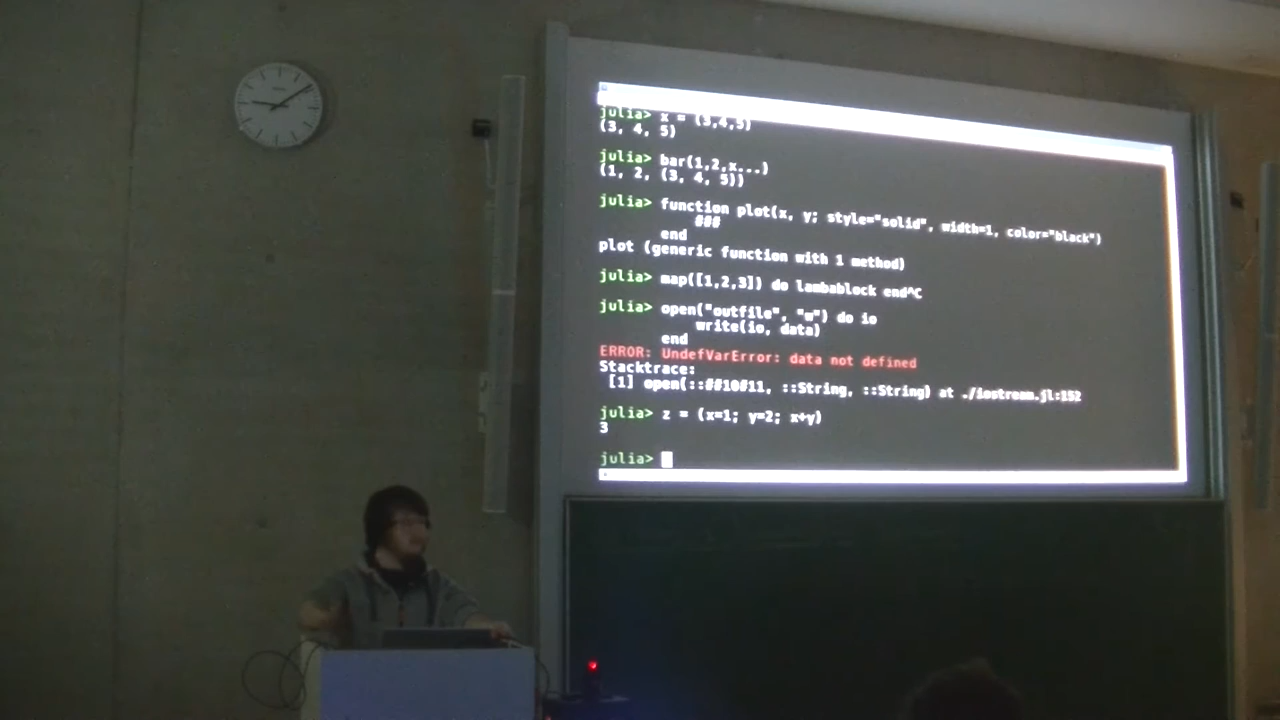 julia> x = (3,4,5)
(3, 4, 5)
julia> bar(1,2,x...)
(1, 2, (3, 4, 5))
julia> function plot(x, y; style="solid", width=1, color="black")
###
end
plot (generic function with 1 method)
julia> map([1,2,3]) do lambablock end^C
julia> open("outfile", "w") do io
write(io, data)
end
ERROR: UndefVarError: data not defined
Stacktrace:
[1] open(::##10#11, ::String, ::String) at ./iostream.jl:152
julia> z = (x=1; y=2; x+y)
3
julia>